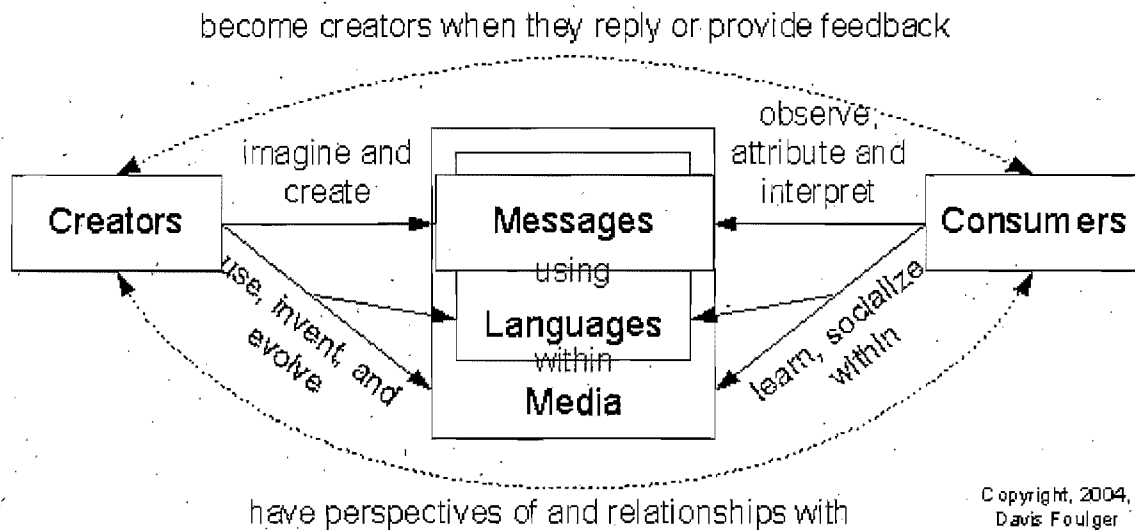 become creators when they reply or provide feedback
imagine and
create
observe,
attribute and
interpret
Creators
Messages
Consumers
using
Languages
within
Media
use, invent, and
evolve
learn, socialize
within
have perspectives of and relationships with
Copyright, 2004,
Davis Foulger